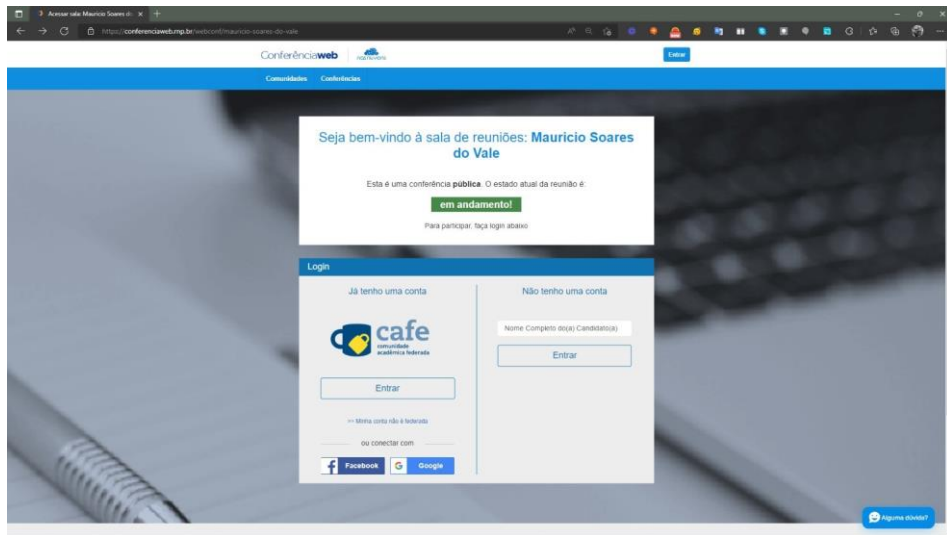 Acessar sala: Mauricio Soares do
https://conferenciaweb.rnp.br/webconf/mauricio-soares-do-vale
Conferênciaweb
Entrar
Comunidades Conferências
Seja bem-vindo à sala de reuniões: Mauricio Soares
do Vale
Esta é uma conferência pública. O estado atual da reunião é:
em andamento!
Para participar, faça login abaixo
Login
Já tenho uma conta
Não tenho uma conta
cafe
comunidade
acadêmica federada
Nome Completo do(a) Candidato(a)
Entrar
Entrar
>> Minha conta não é federada
ou conectar com
Facebook
G Google
Alguma dúvida?